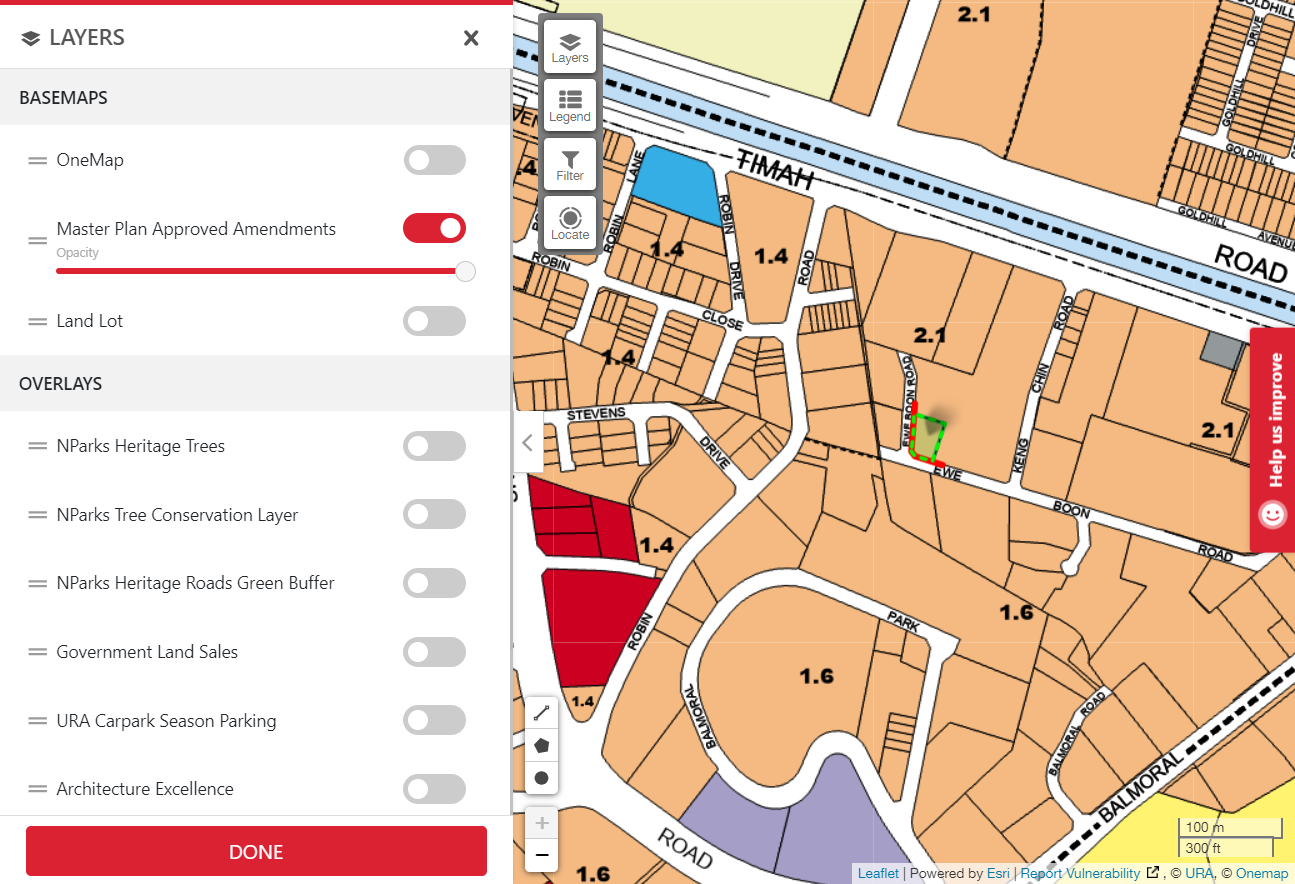 LAYERS
BASEMAPS
OneMap
Master Plan Approved Amendments
Opacity
Land Lot
OVERLAYS
NParks Heritage Trees
NParks Tree Conservation Layer
NParks Heritage Roads Green Buffer
Government Land Sales
URA Carpark Season Parking
Architecture Excellence
DONE
Layers
Legend
Filter
Locate
2.1
GOLDHILL
DRIVE
GOLDHILL
GOLDHILL
GOLDHILL
AVENUE
TIMAH
ROAD
LANE
ROBIN
ROBIN
ROBIN
DRIVE
1.4
1.4
ROAD
CLOSE
1.4
2.1
ROAD
CHIN
KENG
EWE BOON ROAD
2.1
STEVENS
DRIVE
EWE
BOON
ROAD
1.4
ROBIN
1.4
1.6
PARK
1.6
BALMORAL
BALMORAL
ROAD
BALMORAL
ROAD
1.6
Help us improve
+
−
100 m
300 ft
Leaflet | Powered by Esri | Report Vulnerability , © URA, © Onemap